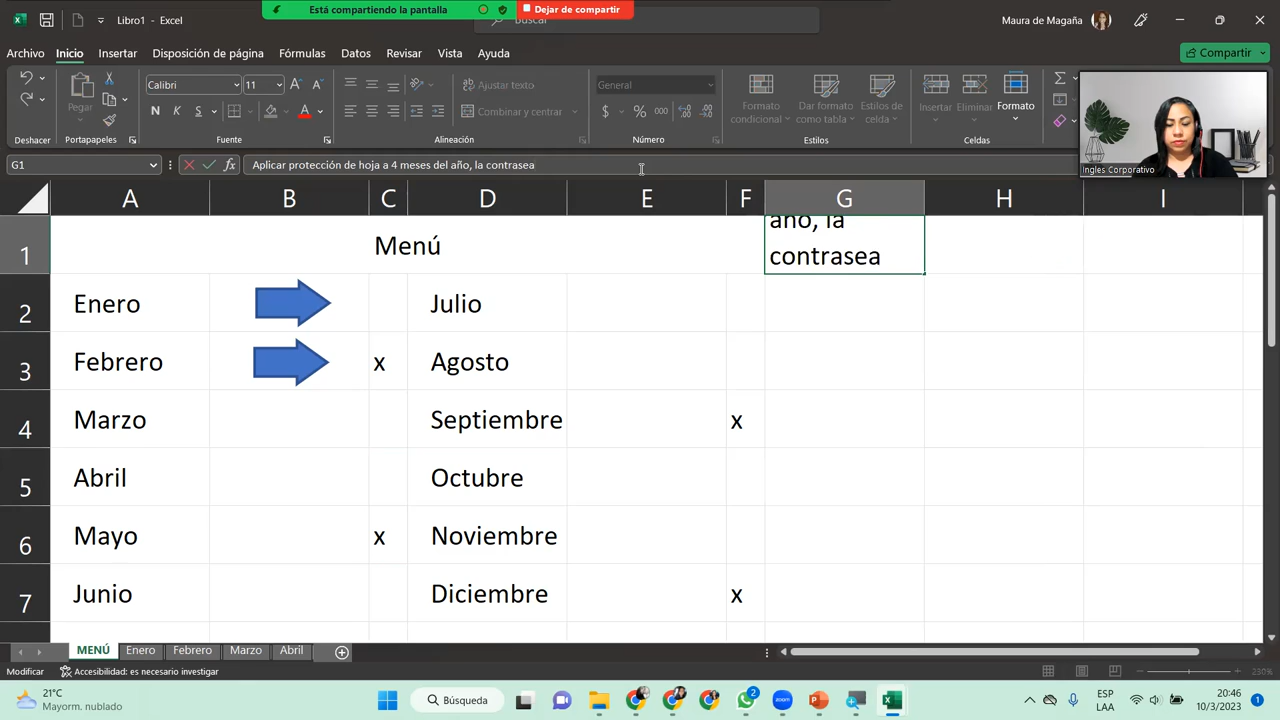 Está compartiendo la pantalla
Dejar de compartir
Libro1 - Excel
Buscar
Maura de Magaña
Archivo Inicio Insertar Disposición de página Fórmulas Datos Revisar Vista Ayuda
Compartir
Pegar
Calibri 11
N K S
Ajustar texto
Combinar y centrar
General
$ % 000
Formato condicional
Dar formato como tabla
Estilos de celda
Insertar
Eliminar
Formato
Deshacer Portapapeles Fuente Alineación Número Estilos Celdas
Ingles Corporativo
G1
fx
Aplicar protección de hoja a 4 meses del año, la contrasea
A B C D E F G H I
1 Menú
año, la
contrasea
2 Enero Julio
3 Febrero x Agosto
4 Marzo Septiembre x
5 Abril Octubre
6 Mayo x Noviembre
7 Junio Diciembre x
MENÚ Enero Febrero Marzo Abril
Modificar
Accesibilidad: es necesario investigar
230%
21°C
Mayorm. nublado
Búsqueda
2
ESP
LAA
20:46
10/3/2023